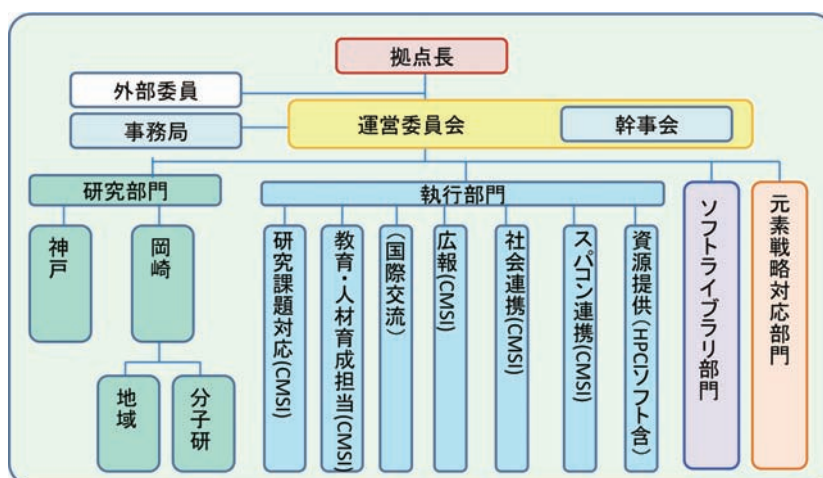 拠点長
外部委員
事務局
運営委員会
幹事会
研究部門
執行部門
神戸
岡崎
地域
分子研
研究課題対応(CMSI)
教育・人材育成担当(CMSI)
(国際交流)
広報(CMSI)
社会連携(CMSI)
スパコン連携(CMSI)
資源提供(HPCIソフト含)
ソフトライブラリ部門
元素戦略対応部門